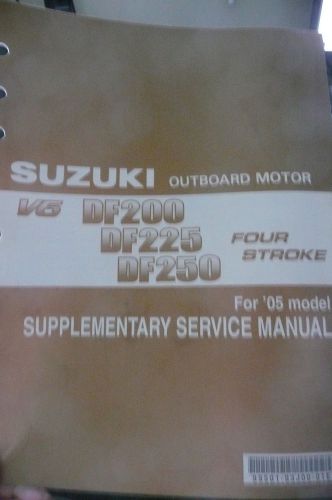 SUZUKI OUTBOARD MOTOR
V6 DF200
DF225 FOUR
DF250 STROKE
For '05 model
SUPPLEMENTARY SERVICE MANUAL